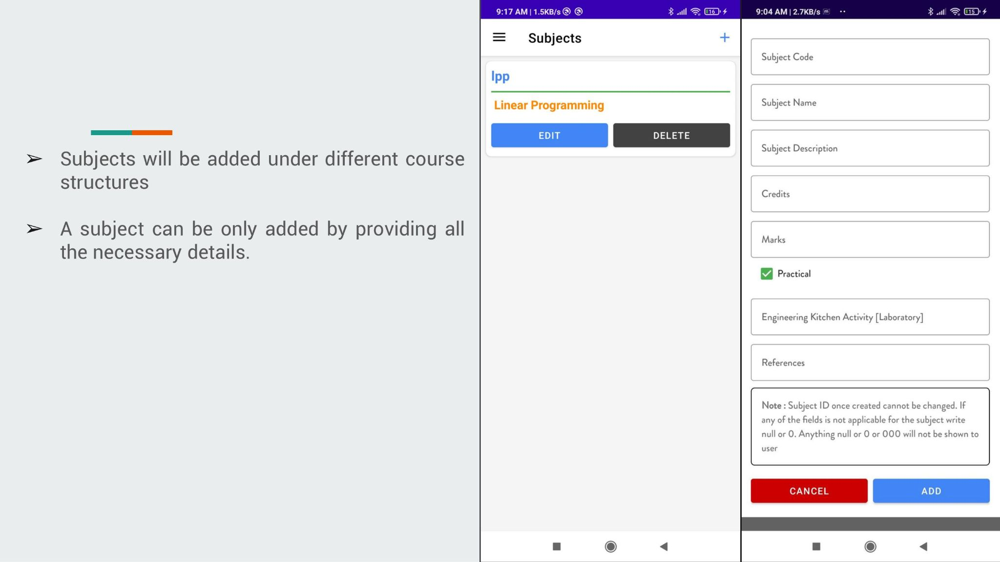 ➢ Subjects will be added under different course
structures
➢ A subject can be only added by providing all
the necessary details.
9:17 AM | 1.5KB/s
16
Subjects
+
lpp
Linear Programming
EDIT
DELETE
9:04 AM | 2.7KB/s
15
Subject Code
Subject Name
Subject Description
Credits
Marks
Practical
Engineering Kitchen Activity [Laboratory]
References
Note : Subject ID once created cannot be changed. If
any of the fields is not applicable for the subject write
null or 0. Anything null or 0 or 000 will not be shown to
user
CANCEL
ADD